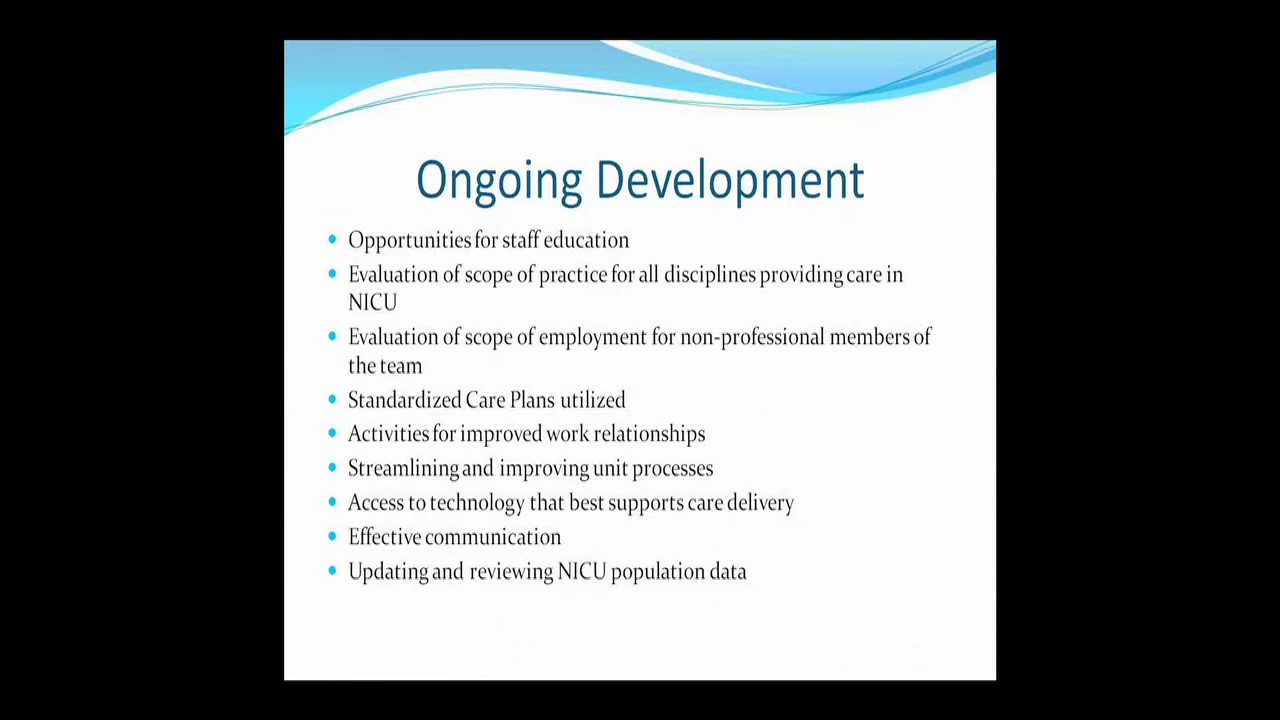 Ongoing Development
• Opportunities for staff education
• Evaluation of scope of practice for all disciplines providing care in
NICU
• Evaluation of scope of employment for non-professional members of
the team
• Standardized Care Plans utilized
• Activities for improved work relationships
• Streamlining and improving unit processes
• Access to technology that best supports care delivery
• Effective communication
• Updating and reviewing NICU population data